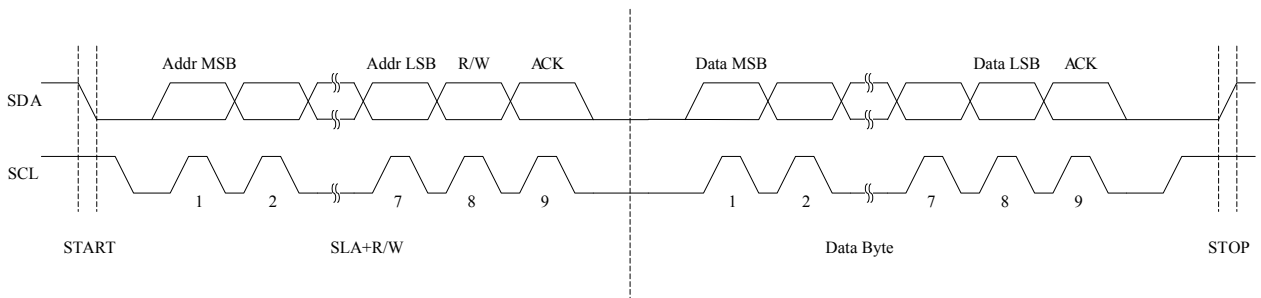 Addr MSB Addr LSB R/W ACK Data MSB Data LSB ACK
SDA
SCL
1 2 7 8 9 1 2 7 8 9
START SLA+R/W Data Byte STOP